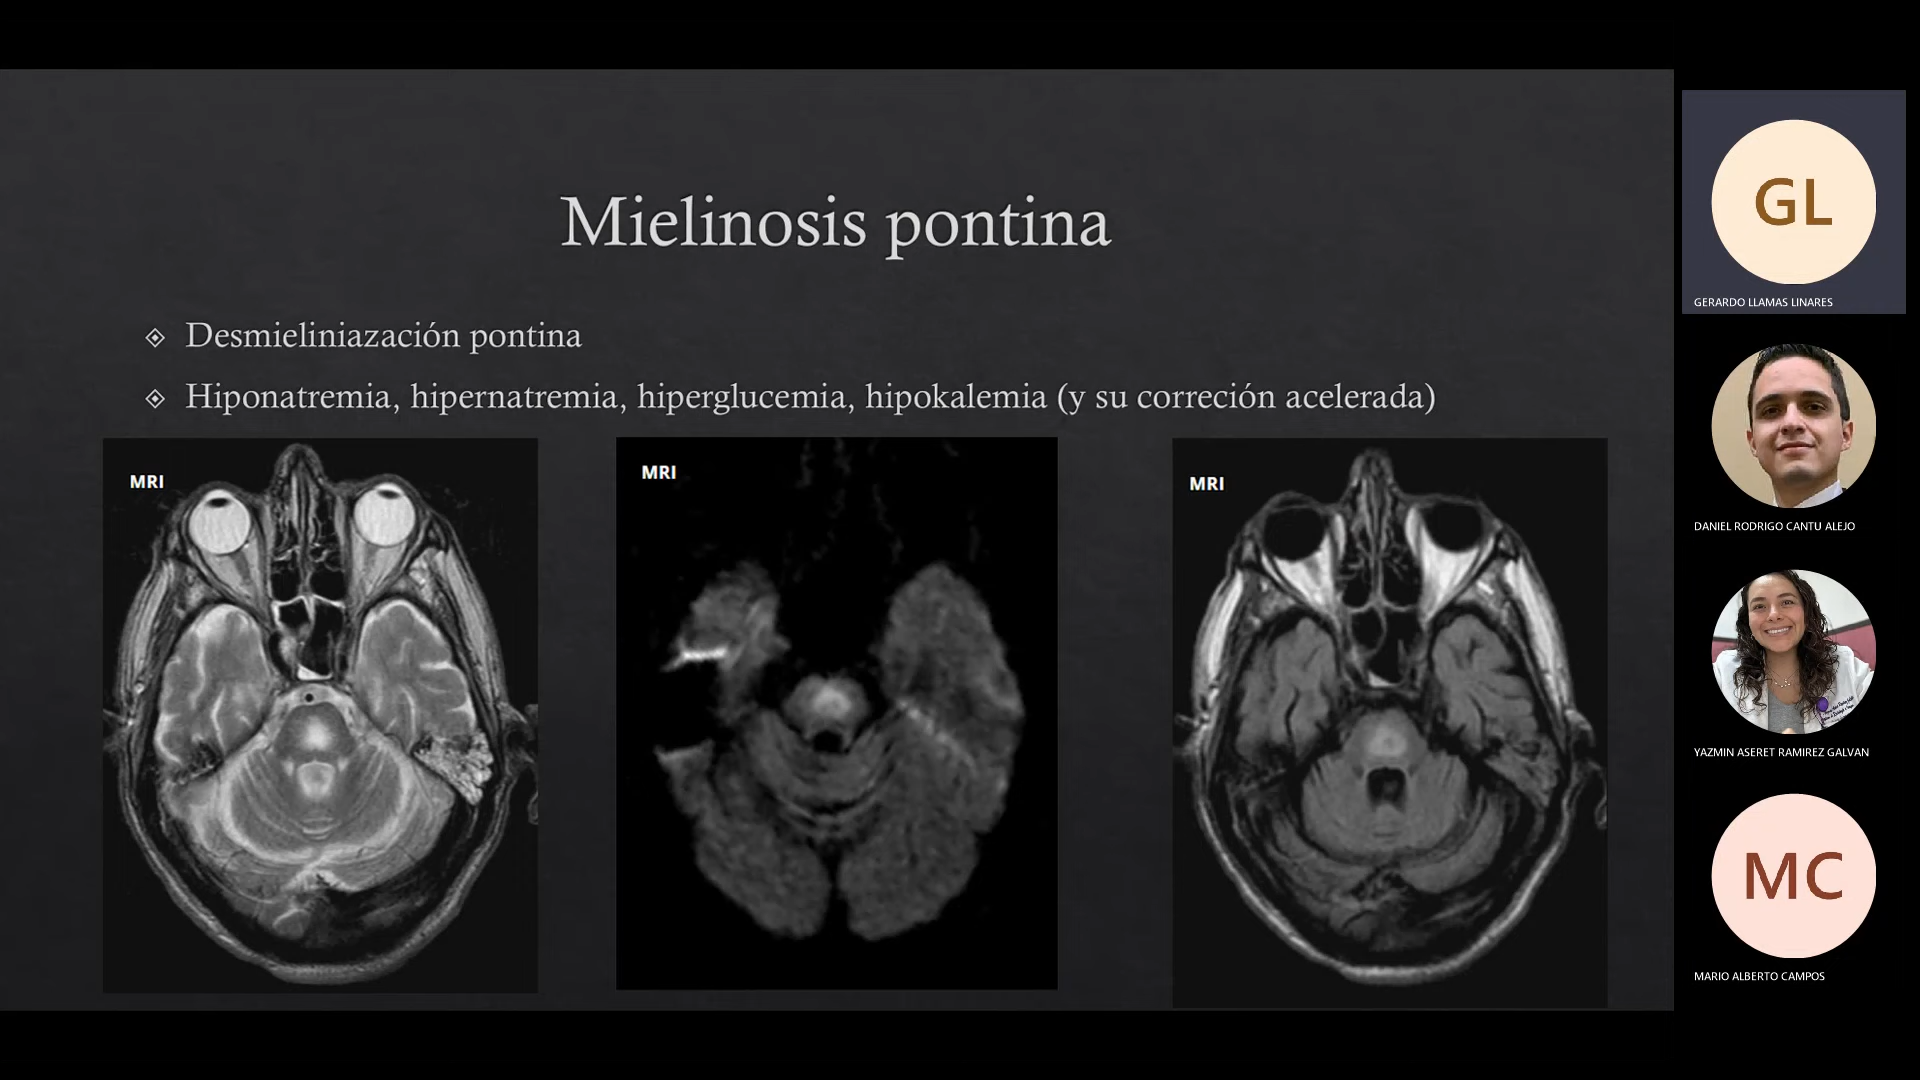 Mielinosis pontina
Desmieliniazación pontina
Hiponatremia, hipernatremia, hiperglucemia, hipokalemia (y su correción acelerada)
MRI
MRI
MRI
GL
GERARDO LLAMAS LINARES
DANIEL RODRIGO CANTU ALEJO
YAZMIN ASERET RAMIREZ GALVAN
MC
MARIO ALBERTO CAMPOS